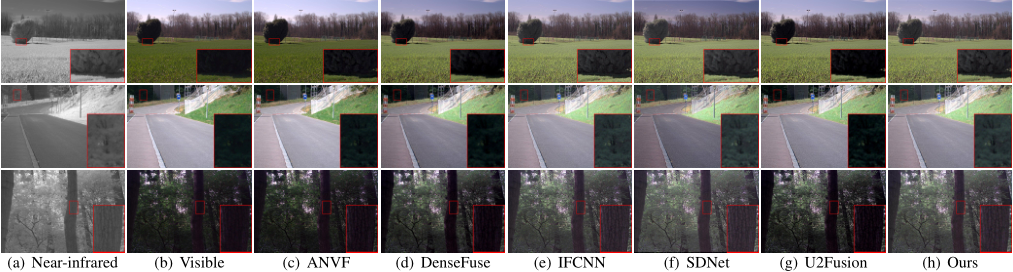 (a) Near-infrared (b) Visible (c) ANVF (d) DenseFuse (e) IFCNN (f) SDNet (g) U2Fusion (h) Ours